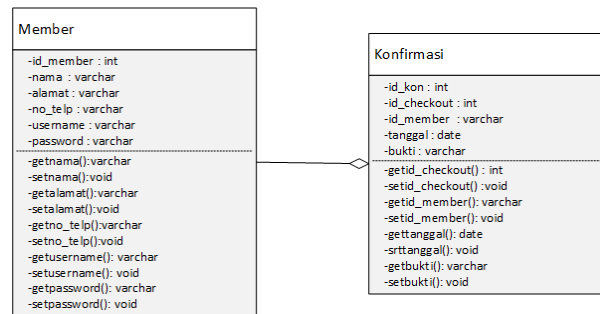 Member
-id_member : int
-nama : varchar
-alamat : varchar
-no_telp : varchar
-username : varchar
-password : varchar
-getnama():varchar
-setnama():void
-getalamat():varchar
-setalamat():void
-getno_telp():varchar
-setno_telp():void
-getusername(): varchar
-setusername(): void
-getpassword(): varchar
-setpassword(): void
Konfirmasi
-id_kon : int
-id_checkout : int
-id_member : varchar
-tanggal : date
-bukti : varchar
-getid_checkout() : int
-setid_checkout() :void
-getid_member(): varchar
-setid_member(): void
-gettanggal(): date
-srttanggal(): void
-getbukti(): varchar
-setbukti(): void